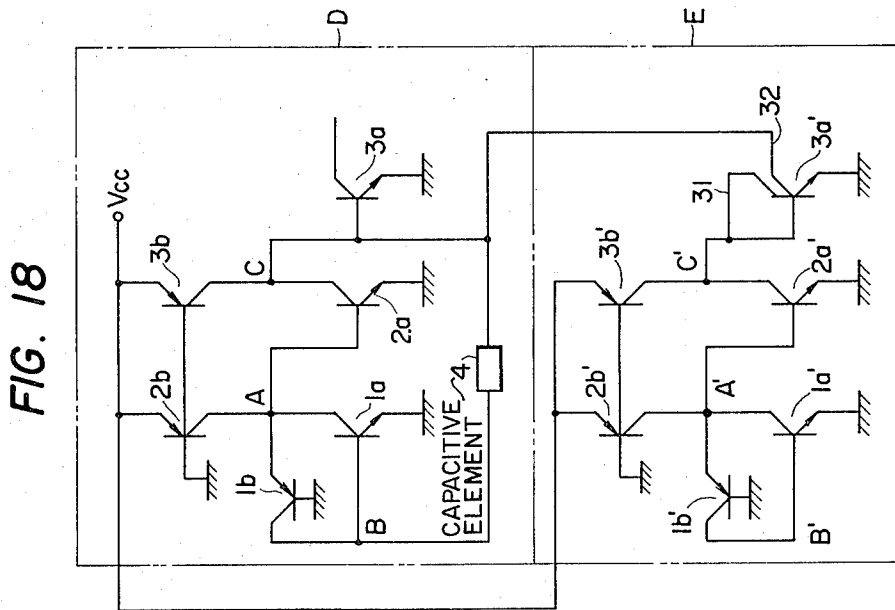 FIG. 18
Vcc
D
2b
3b
A
C
3a
1b
1a
2a
B
CAPACITIVE
ELEMENT
4
E
2b'
3b'
31
32
A'
C'
3a'
1b'
1a'
2a'
B'